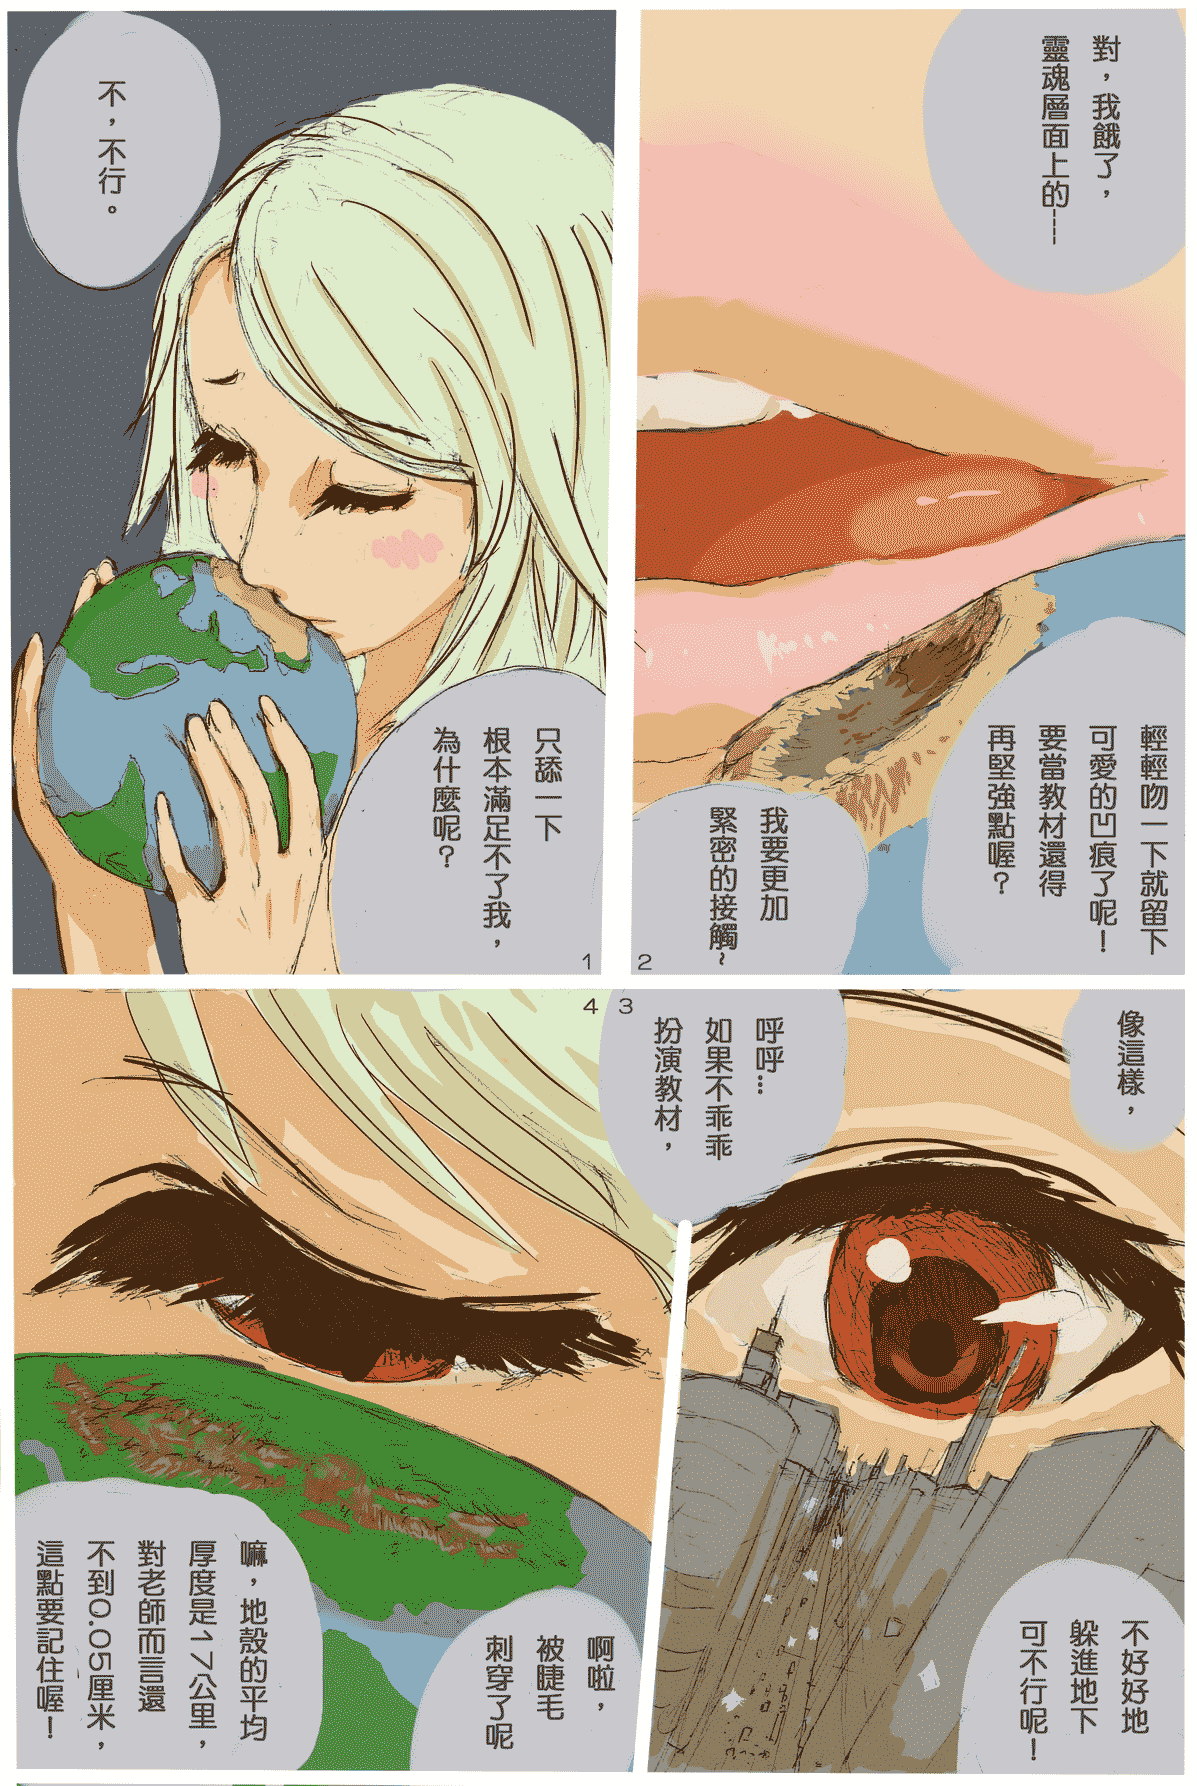 不，不行。
只舔一下
根本滿足不了我，
為什麼呢？
1
對，我餓了，
靈魂層面上的┄┄
輕輕吻一下就留下
可愛的凹痕了呢！
要當教材還得
再堅強點喔？
我要更加
緊密的接觸~
2
像這樣，
呼呼…
如果不乖乖
扮演教材，
不好好地
躲進地下
可不行呢！
3
啊啦，
被睫毛
刺穿了呢
嘛，地殼的平均
厚度是17公里，
對老師而言還
不到0.05厘米，
這點要記住喔！
4